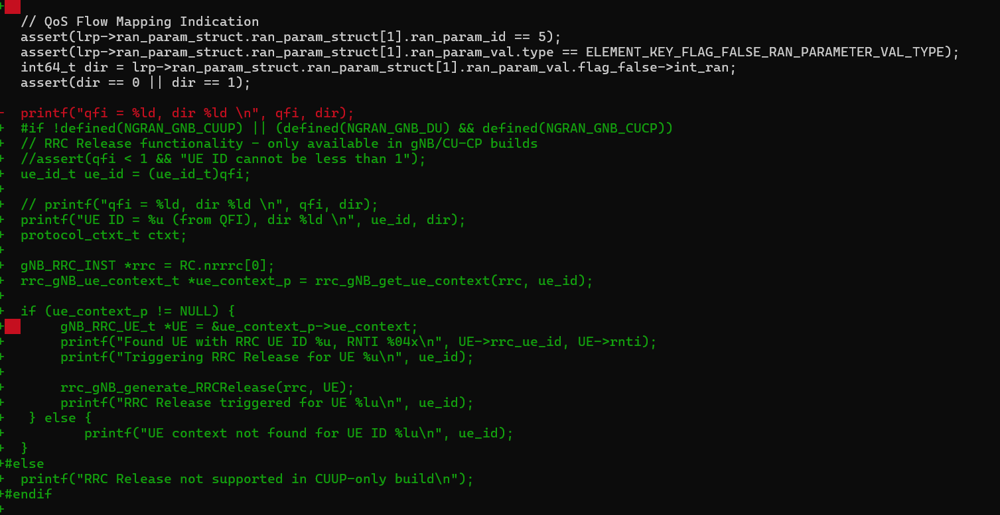 +
  // QoS Flow Mapping Indication
  assert(lrp->ran_param_struct.ran_param_struct[1].ran_param_id == 5);
  assert(lrp->ran_param_struct.ran_param_struct[1].ran_param_val.type == ELEMENT_KEY_FLAG_FALSE_RAN_PARAMETER_VAL_TYPE);
  int64_t dir = lrp->ran_param_struct.ran_param_struct[1].ran_param_val.flag_false->int_ran;
  assert(dir == 0 || dir == 1);

-  printf("qfi = %ld, dir %ld \n", qfi, dir);
+  #if !defined(NGRAN_GNB_CUUP) || (defined(NGRAN_GNB_DU) && defined(NGRAN_GNB_CUCP))
+  // RRC Release functionality - only available in gNB/CU-CP builds
+  //assert(qfi < 1 && "UE ID cannot be less than 1");
+  ue_id_t ue_id = (ue_id_t)qfi;
+
+  // printf("qfi = %ld, dir %ld \n", qfi, dir);
+  printf("UE ID = %u (from QFI), dir %ld \n", ue_id, dir);
+  protocol_ctxt_t ctxt;
+
+  gNB_RRC_INST *rrc = RC.nrrrc[0];
+  rrc_gNB_ue_context_t *ue_context_p = rrc_gNB_get_ue_context(rrc, ue_id);
+
+  if (ue_context_p != NULL) {
+       gNB_RRC_UE_t *UE = &ue_context_p->ue_context;
+       printf("Found UE with RRC UE ID %u, RNTI %04x\n", UE->rrc_ue_id, UE->rnti);
+       printf("Triggering RRC Release for UE %u\n", ue_id);
+
+       rrc_gNB_generate_RRCRelease(rrc, UE);
+       printf("RRC Release triggered for UE %lu\n", ue_id);
+   } else {
+          printf("UE context not found for UE ID %lu\n", ue_id);
+  }
+#else
+  printf("RRC Release not supported in CUUP-only build\n");
+#endif
+